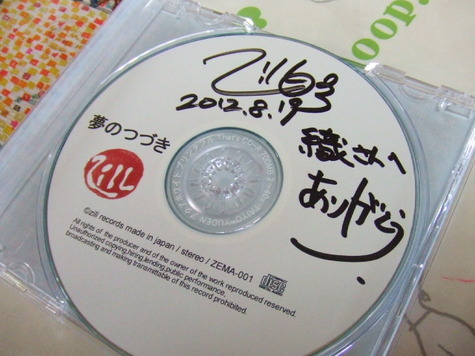 2012.8.19
織さんへ
ありがとう!
夢のつづき
zill
©zill records made in japan / stereo / ZEMA-001
All rights of the producer and of the owner of the work reproduced reserved.
Unauthorized copying,hiring,lending,public performance,
broadcasting and making transmittable of this record prohibited.
oop.